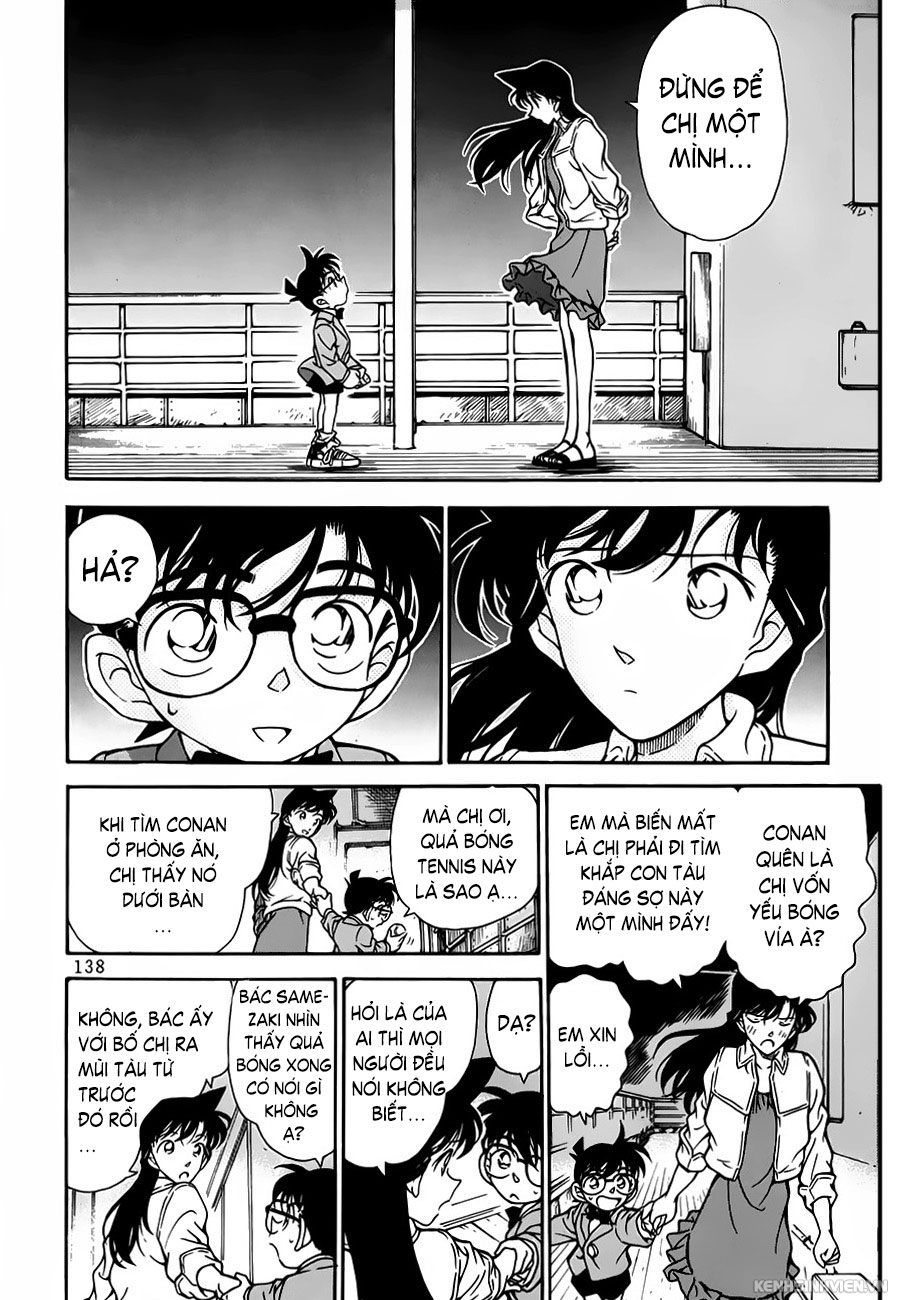 ĐỪNG ĐỂ
CHỊ MỘT
MÌNH...
HẢ?
CONAN
QUÊN LÀ
CHỊ VỐN
YẾU BÓNG
VÍA À?
EM MÀ BIẾN MẤT
LÀ CHỊ PHẢI ĐI TÌM
KHẮP CON TÀU
ĐÁNG SỢ NÀY
MỘT MÌNH ĐẤY!
EM XIN
LỖI...
MÀ CHỊ ƠI,
QUẢ BÓNG
TENNIS NÀY
LÀ SAO Ạ...
KHI TÌM CONAN
Ở PHÒNG ĂN,
CHỊ THẤY NÓ
DƯỚI BÀN
...
138
DẠ?
HỎI LÀ CỦA
AI THÌ MỌI
NGƯỜI ĐỀU
NÓI KHÔNG
BIẾT...
BÁC SAME-
ZAKI NHÌN
THẤY QUẢ
BÓNG XONG
CÓ NÓI GÌ
KHÔNG
Ạ?
KHÔNG, BÁC ẤY
VỚI BỐ CHỊ RA
MŨI TÀU TỪ
TRƯỚC
ĐÓ RỒI
...
KENHSINHVIEN.VN